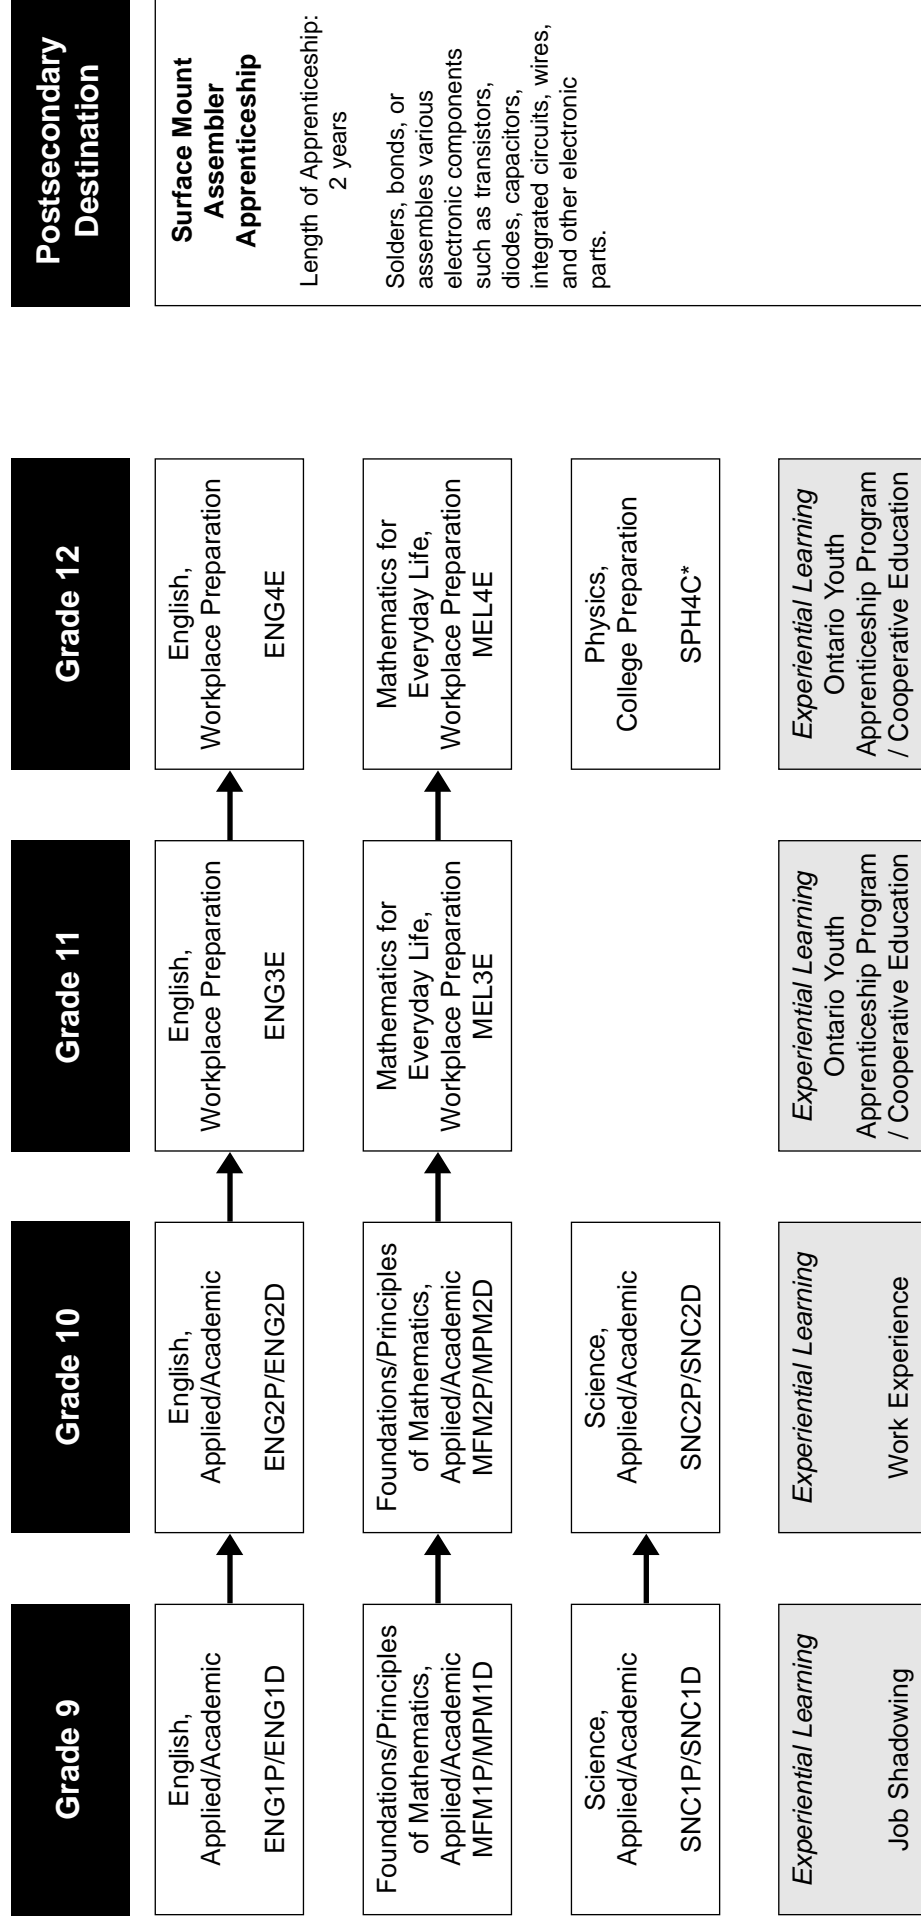 Grade 9
Grade 10
Grade 11
Grade 12
Postsecondary
Destination
English,
Applied/Academic
ENG1P/ENG1D
English,
Applied/Academic
ENG2P/ENG2D
English,
Workplace Preparation
ENG3E
English,
Workplace Preparation
ENG4E
Surface Mount
Assembler
Apprenticeship
Length of Apprenticeship:
2 years
Solders, bonds, or
assembles various
electronic components
such as transistors,
diodes, capacitors,
integrated circuits, wires,
and other electronic
parts.
Foundations/Principles
of Mathematics,
Applied/Academic
MFM1P/MPM1D
Foundations/Principles
of Mathematics,
Applied/Academic
MFM2P/MPM2D
Mathematics for
Everyday Life,
Workplace Preparation
MEL3E
Mathematics for
Everyday Life,
Workplace Preparation
MEL4E
Science,
Applied/Academic
SNC1P/SNC1D
Science,
Applied/Academic
SNC2P/SNC2D
Physics,
College Preparation
SPH4C*
Experiential Learning
Job Shadowing
Experiential Learning
Work Experience
Experiential Learning
Ontario Youth
Apprenticeship Program
/ Cooperative Education
Experiential Learning
Ontario Youth
Apprenticeship Program
/ Cooperative Education